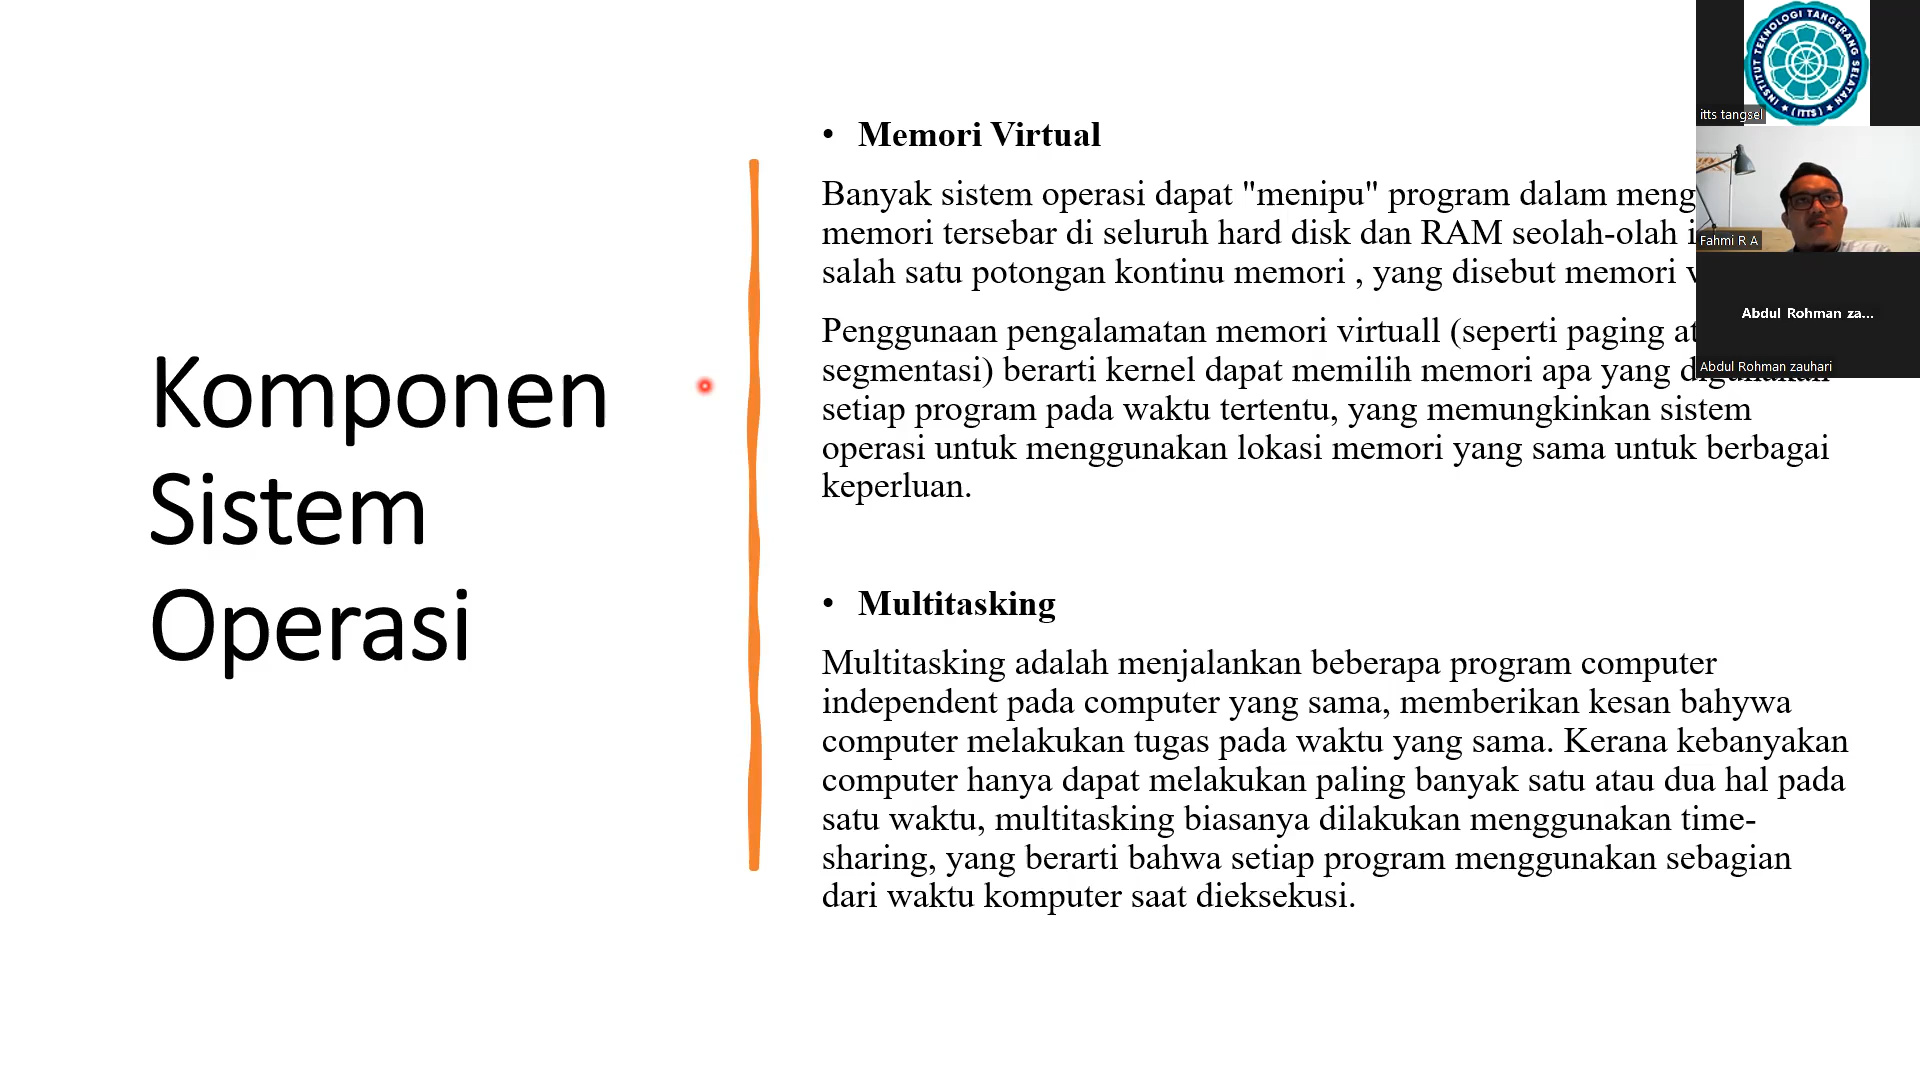 Komponen
Sistem
Operasi
• Memori Virtual
Banyak sistem operasi dapat "menipu" program dalam
memori tersebar di seluruh hard disk dan RAM seolah-olah
salah satu potongan kontinu memori , yang disebut memori
Penggunaan pengalamatan memori virtuall (seperti paging
segmentasi) berarti kernel dapat memilih memori apa yang digunakan
setiap program pada waktu tertentu, yang memungkinkan sistem
operasi untuk menggunakan lokasi memori yang sama untuk berbagai
keperluan.
• Multitasking
Multitasking adalah menjalankan beberapa program computer
independent pada computer yang sama, memberikan kesan bahywa
computer melakukan tugas pada waktu yang sama. Kerana kebanyakan
computer hanya dapat melakukan paling banyak satu atau dua hal pada
satu waktu, multitasking biasanya dilakukan menggunakan time-
sharing, yang berarti bahwa setiap program menggunakan sebagian
dari waktu komputer saat dieksekusi.
INSTITUT TEKNOLOGI TANGERANG SELATAN
(ITTS)
itts tangsel
Fahmi R A
Abdul Rohman za...
Abdul Rohman zauhari